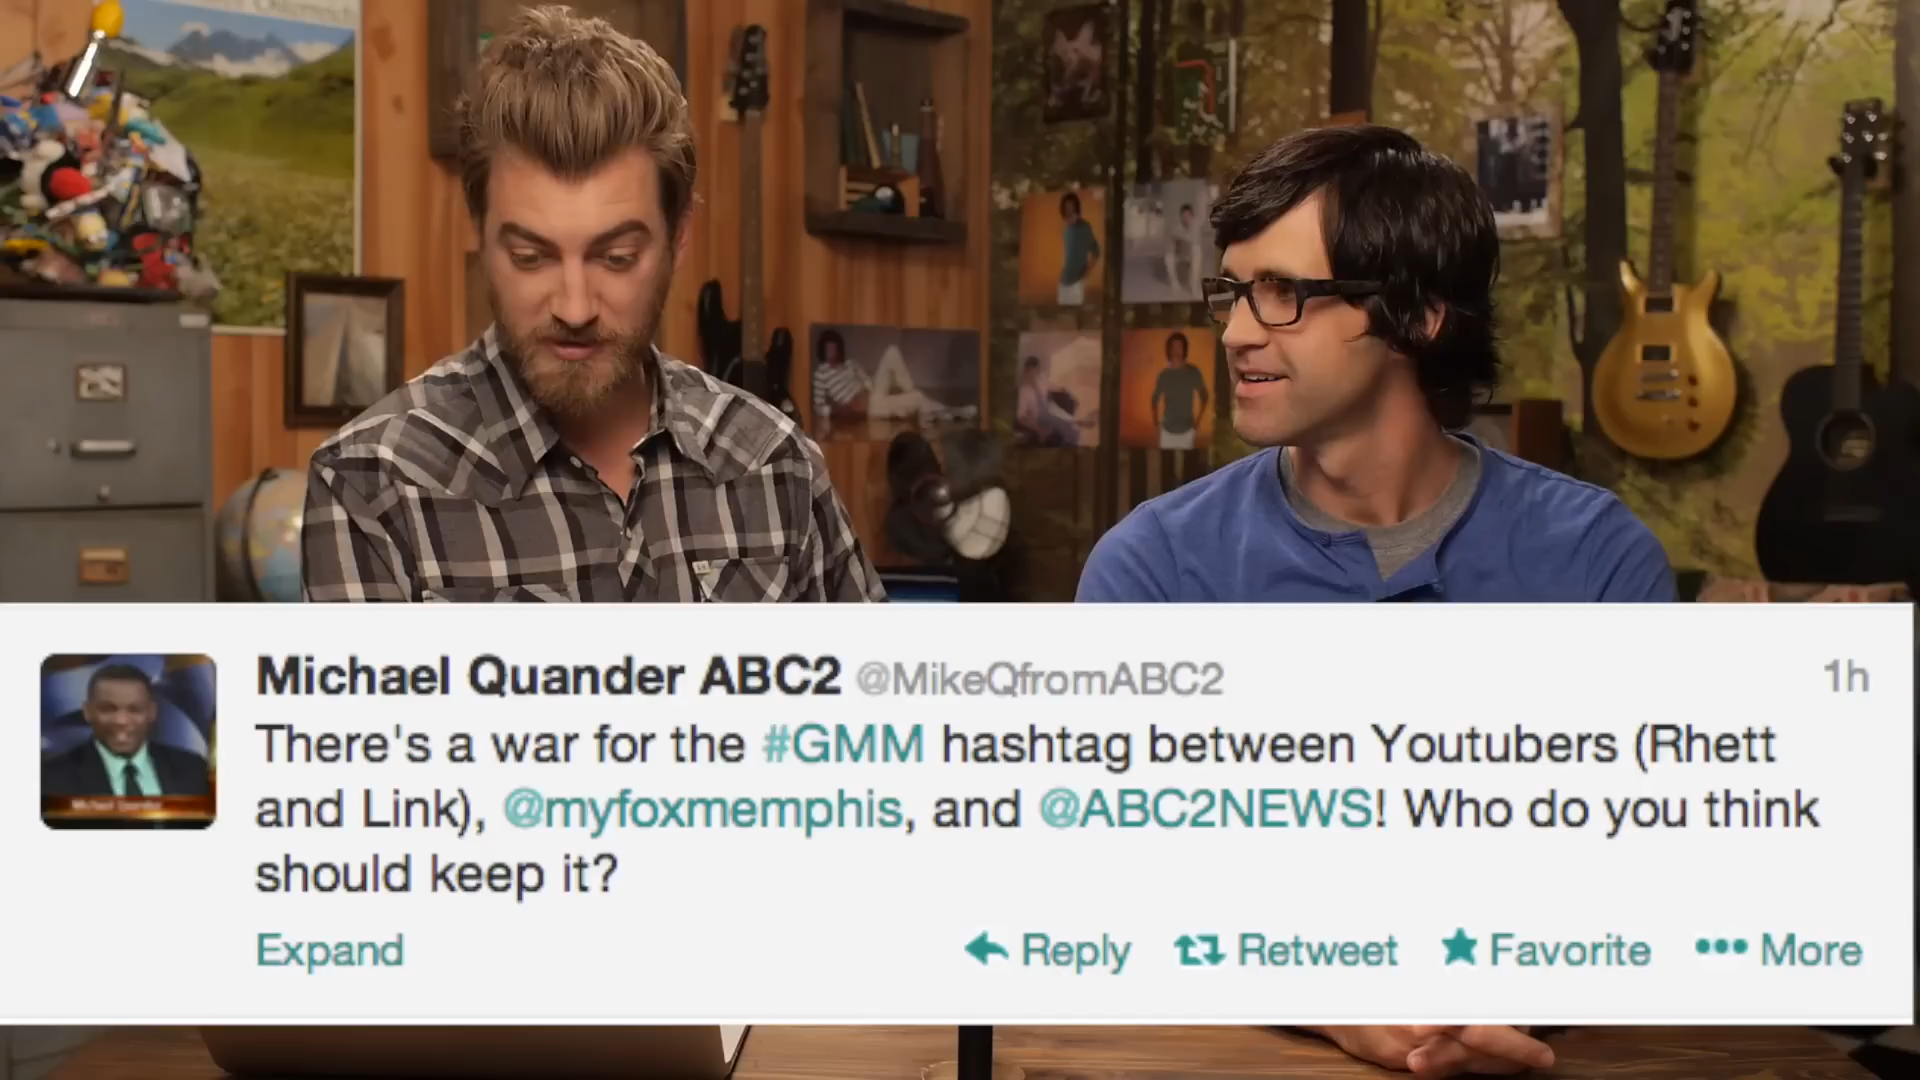 Michael Quander ABC2 @MikeQfromABC2 1h
There's a war for the #GMM hashtag between Youtubers (Rhett
and Link), @myfoxmemphis, and @ABC2NEWS! Who do you think
should keep it?
Expand Reply Retweet Favorite More